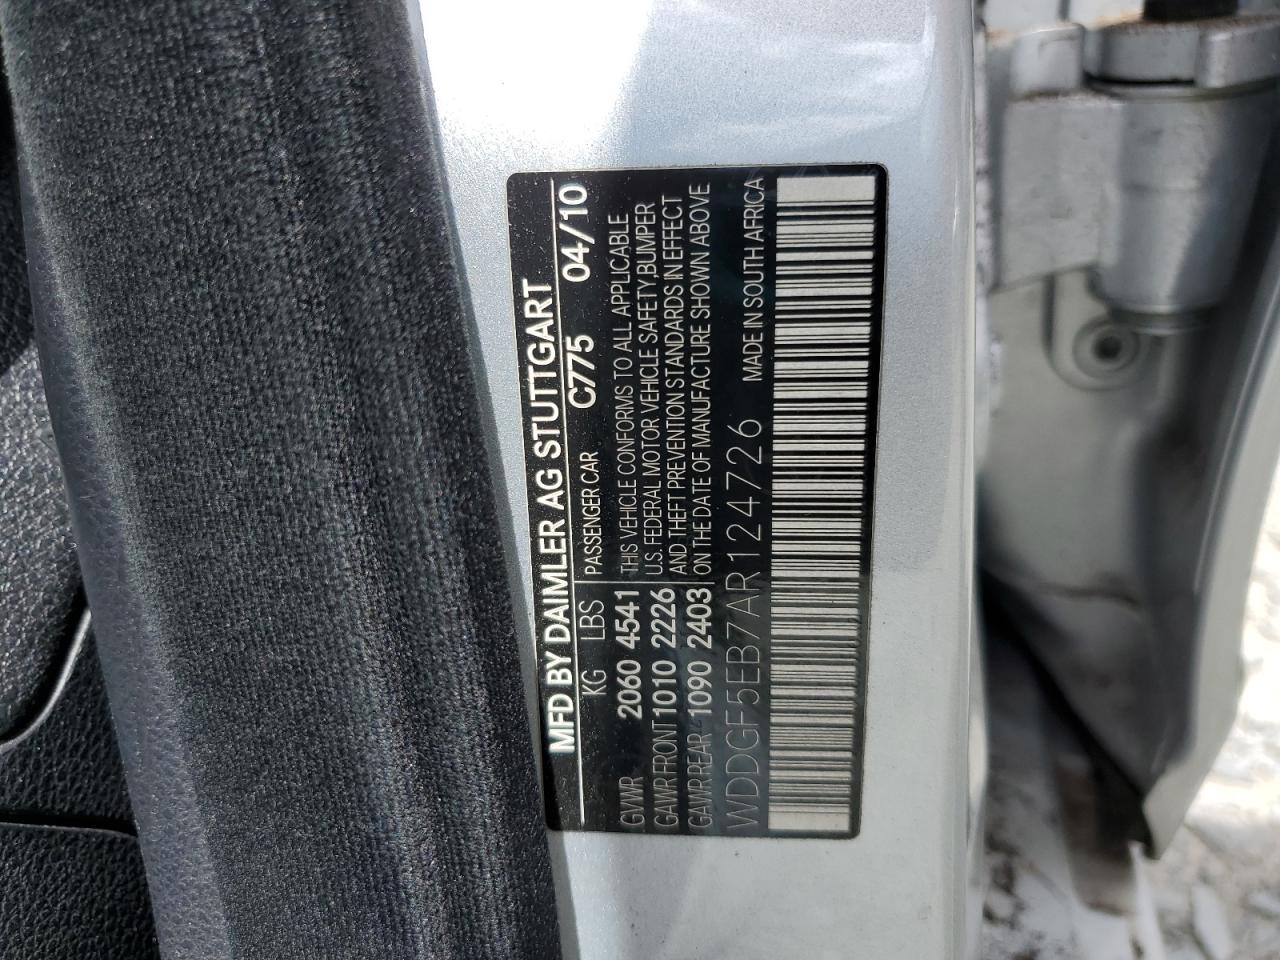 MFD BY DAIMLER AG STUTTGART
KG LBS PASSENGER CAR C775 04/10
GVWR 2060 4541 THIS VEHICLE CONFORMS TO ALL APPLICABLE
GAWR FRONT 1010 2226 U.S. FEDERAL MOTOR VEHICLE SAFETY, BUMPER
GAWR REAR 1090 2403 AND THEFT PREVENTION STANDARDS IN EFFECT
ON THE DATE OF MANUFACTURE SHOWN ABOVE
WDDGF5EB7AR124726 MADE IN SOUTH AFRICA